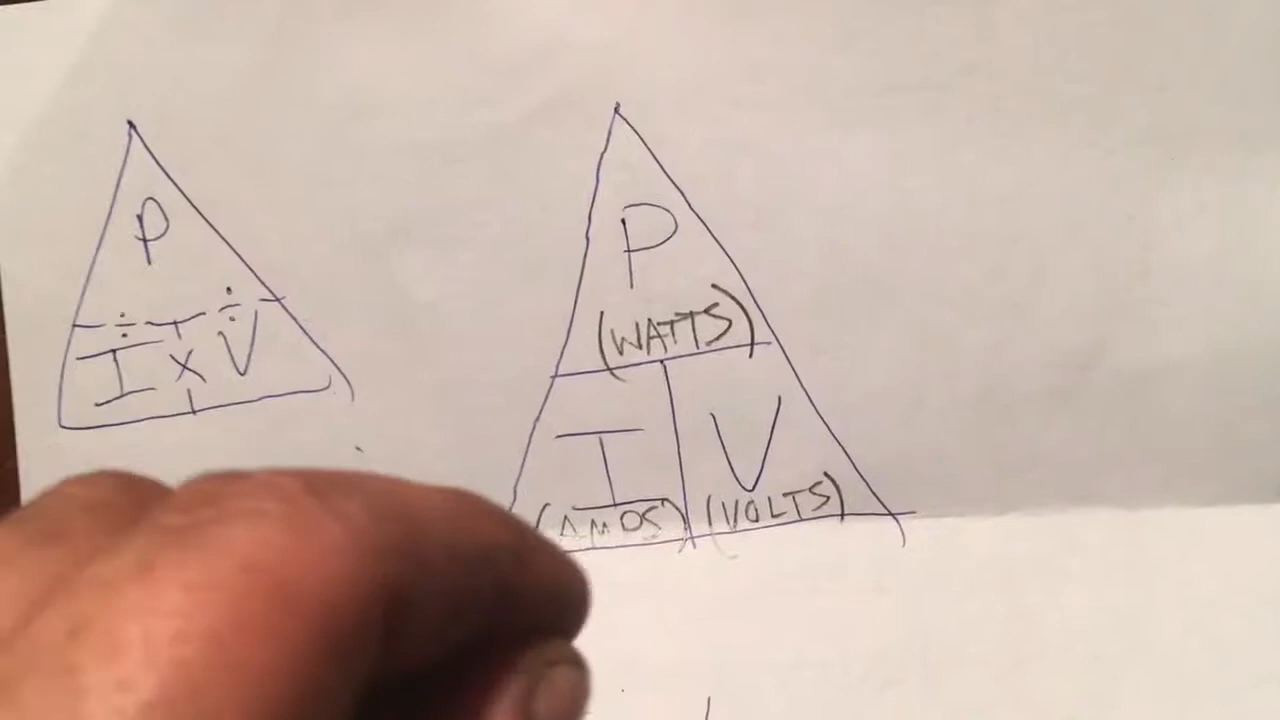 P
÷ ÷
I x V
P
(WATTS)
I V
(AMPS) (VOLTS)